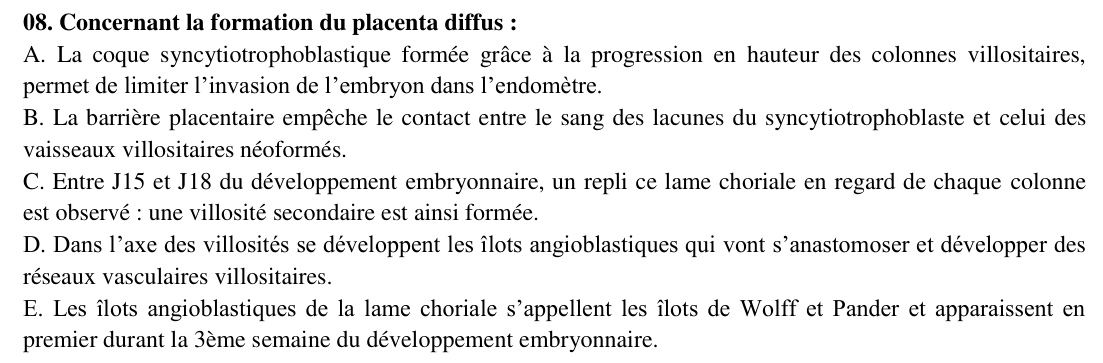 08. Concernant la formation du placenta diffus :
A. La coque syncytiotrophoblastique formée grâce à la progression en hauteur des colonnes villositaires,
permet de limiter l’invasion de l’embryon dans l’endomètre.
B. La barrière placentaire empêche le contact entre le sang des lacunes du syncytiotrophoblaste et celui des
vaisseaux villositaires néoformés.
C. Entre J15 et J18 du développement embryonnaire, un repli ce lame choriale en regard de chaque colonne
est observé : une villosité secondaire est ainsi formée.
D. Dans l’axe des villosités se développent les îlots angioblastiques qui vont s’anastomoser et développer des
réseaux vasculaires villositaires.
E. Les îlots angioblastiques de la lame choriale s’appellent les îlots de Wolff et Pander et apparaissent en
premier durant la 3ème semaine du développement embryonnaire.